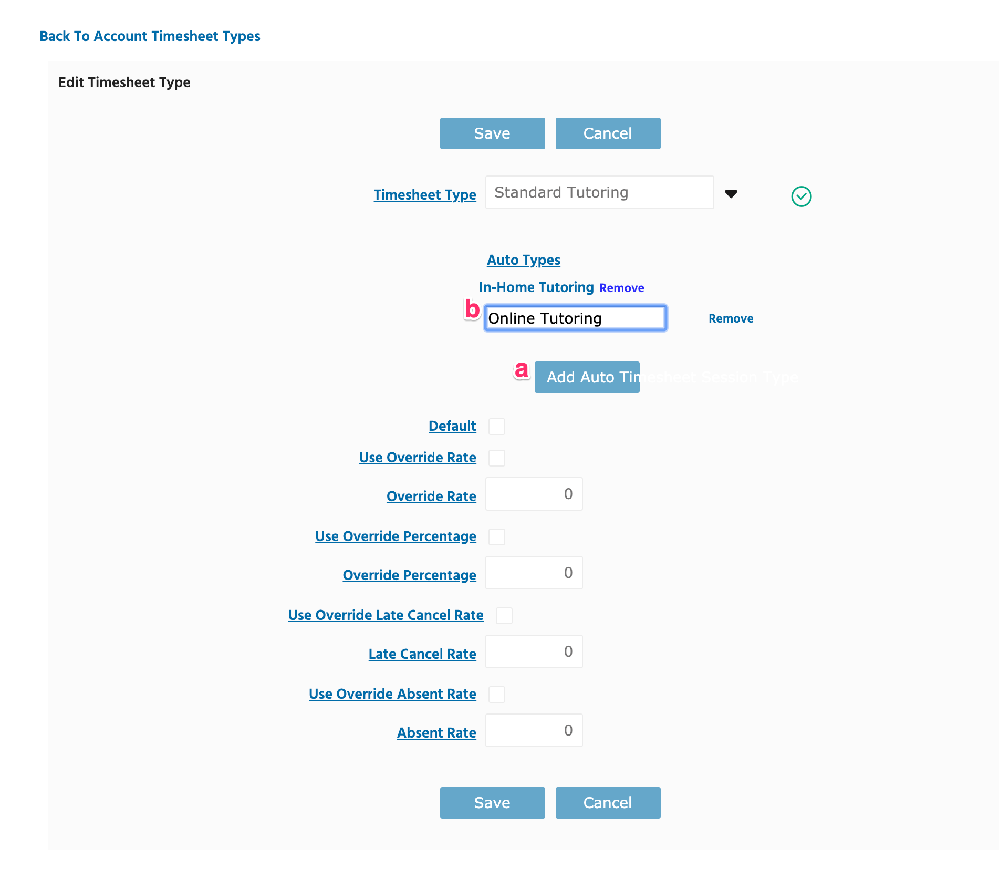 Back To Account Timesheet Types
Edit Timesheet Type
Save Cancel
Timesheet Type Standard Tutoring
Auto Types
In-Home Tutoring Remove
b Online Tutoring Remove
a Add Auto Timesheet Session Type
Default
Use Override Rate
Override Rate 0
Use Override Percentage
Override Percentage 0
Use Override Late Cancel Rate
Late Cancel Rate 0
Use Override Absent Rate
Absent Rate 0
Save Cancel